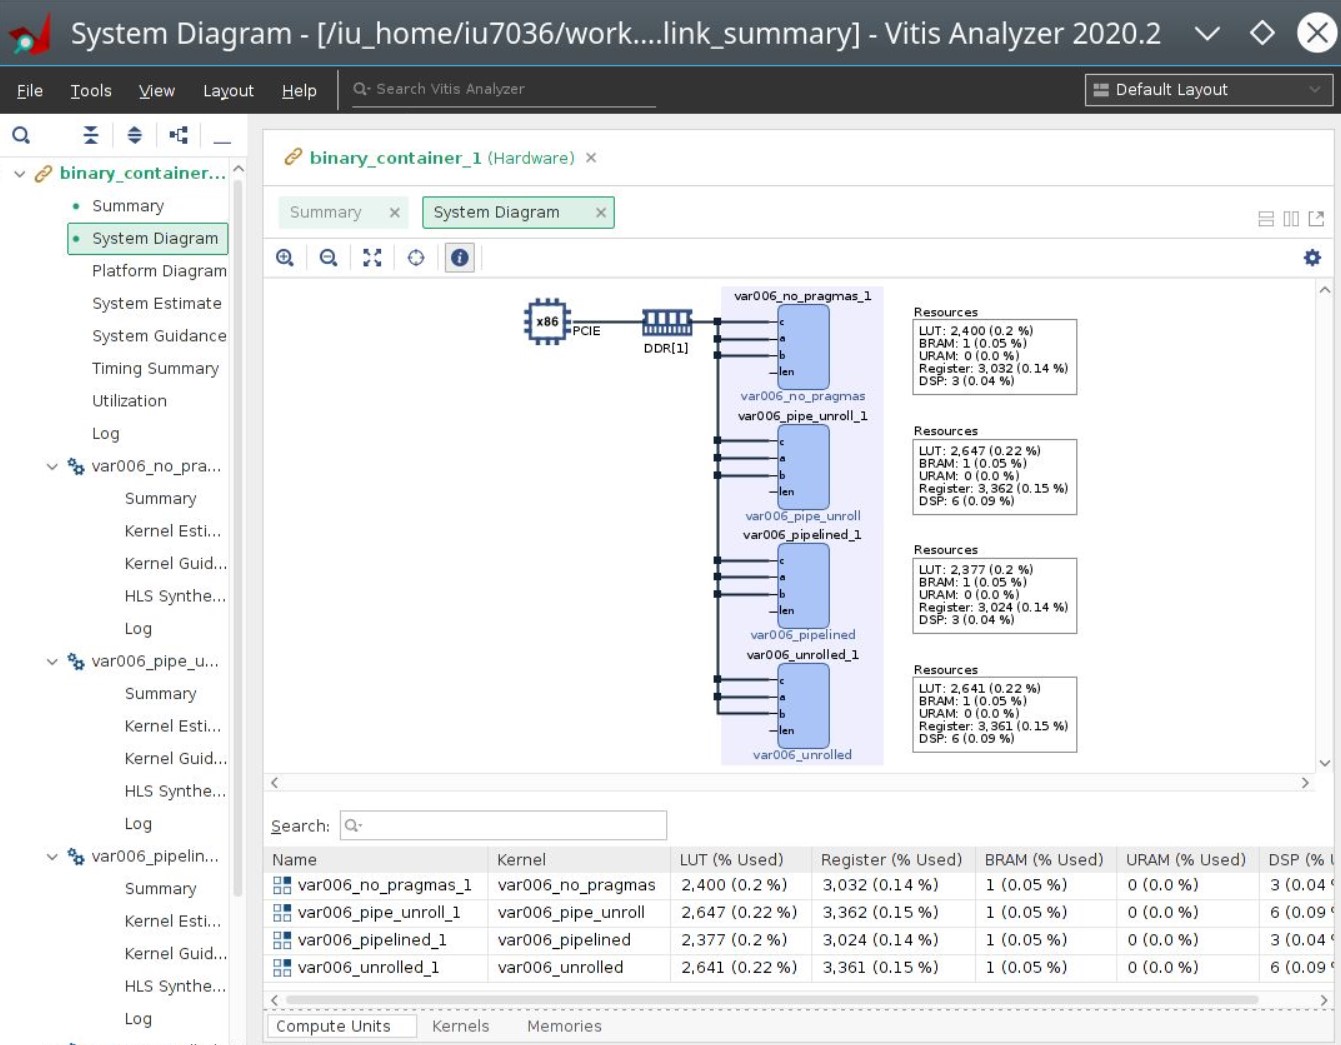 System Diagram - [/iu_home/iu7036/work....link_summary] - Vitis Analyzer 2020.2
File Tools View Layout Help Search Vitis Analyzer Default Layout
binary_container...
Summary
System Diagram
Platform Diagram
System Estimate
System Guidance
Timing Summary
Utilization
Log
var006_no_pra...
Summary
Kernel Esti...
Kernel Guid...
HLS Synthe...
Log
var006_pipe_u...
Summary
Kernel Esti...
Kernel Guid...
HLS Synthe...
Log
var006_pipelin...
Summary
Kernel Esti...
Kernel Guid...
HLS Synthe...
Log
binary_container_1 (Hardware)
Summary System Diagram
x86
PCIE
DDR[1]
var006_no_pragmas_1
c
a
b
len
var006_no_pragmas
Resources
LUT: 2,400 (0.2 %)
BRAM: 1 (0.05 %)
URAM: 0 (0.0 %)
Register: 3,032 (0.14 %)
DSP: 3 (0.04 %)
var006_pipe_unroll_1
c
a
b
len
var006_pipe_unroll
Resources
LUT: 2,647 (0.22 %)
BRAM: 1 (0.05 %)
URAM: 0 (0.0 %)
Register: 3,362 (0.15 %)
DSP: 6 (0.09 %)
var006_pipelined_1
c
a
b
len
var006_pipelined
Resources
LUT: 2,377 (0.2 %)
BRAM: 1 (0.05 %)
URAM: 0 (0.0 %)
Register: 3,024 (0.14 %)
DSP: 3 (0.04 %)
var006_unrolled_1
c
a
b
len
var006_unrolled
Resources
LUT: 2,641 (0.22 %)
BRAM: 1 (0.05 %)
URAM: 0 (0.0 %)
Register: 3,361 (0.15 %)
DSP: 6 (0.09 %)
Search:
Name Kernel LUT (% Used) Register (% Used) BRAM (% Used) URAM (% Used) DSP (% U
var006_no_pragmas_1 var006_no_pragmas 2,400 (0.2 %) 3,032 (0.14 %) 1 (0.05 %) 0 (0.0 %) 3 (0.04 %
var006_pipe_unroll_1 var006_pipe_unroll 2,647 (0.22 %) 3,362 (0.15 %) 1 (0.05 %) 0 (0.0 %) 6 (0.09 %
var006_pipelined_1 var006_pipelined 2,377 (0.2 %) 3,024 (0.14 %) 1 (0.05 %) 0 (0.0 %) 3 (0.04 %
var006_unrolled_1 var006_unrolled 2,641 (0.22 %) 3,361 (0.15 %) 1 (0.05 %) 0 (0.0 %) 6 (0.09 %
Compute Units Kernels Memories